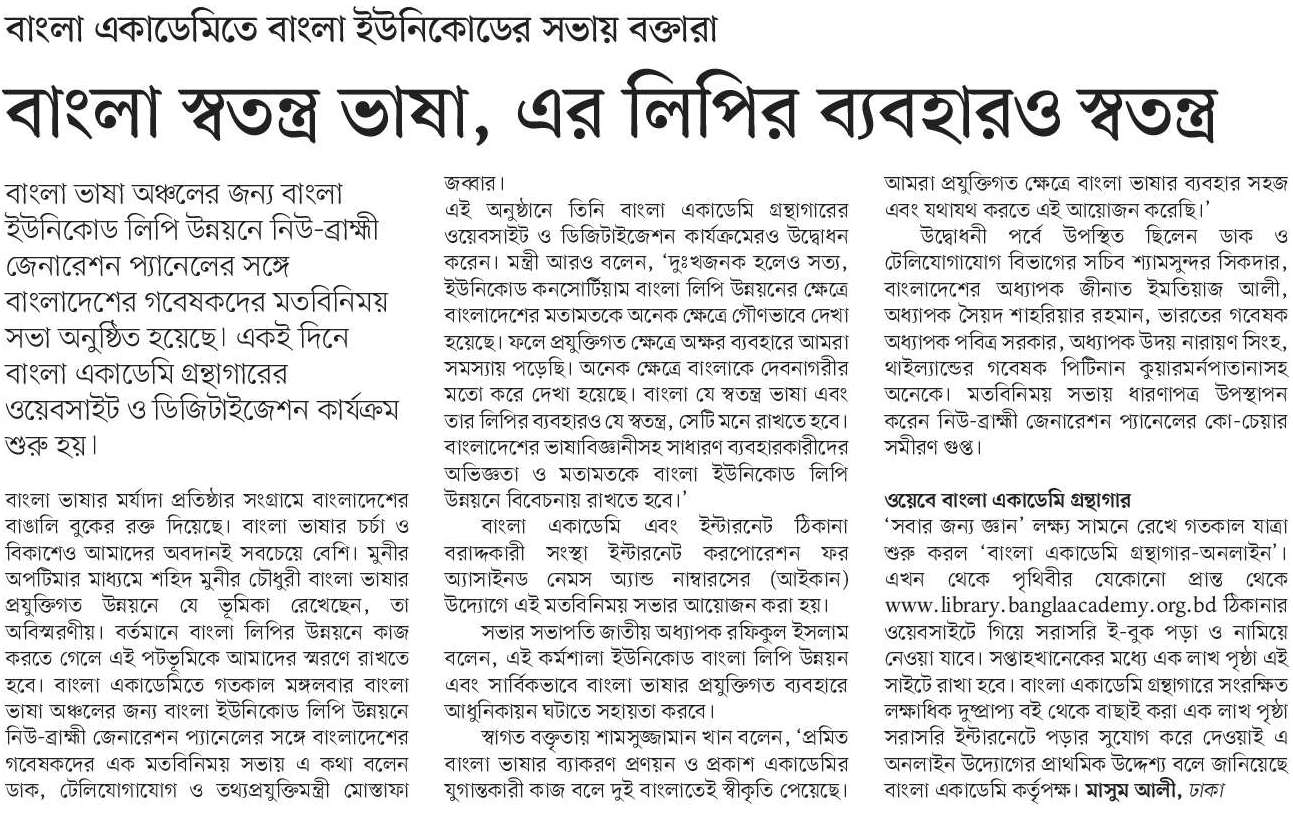 বাংলা একাডেমিতে বাংলা ইউনিকোডের সভায় বক্তারা
বাংলা স্বতন্ত্র ভাষা, এর লিপির ব্যবহারও স্বতন্ত্র
বাংলা ভাষা অঞ্চলের জন্য বাংলা
ইউনিকোড লিপি উন্নয়নে নিউ-ব্রাহ্মী
জেনারেশন প্যানেলের সঙ্গে
বাংলাদেশের গবেষকদের মতবিনিময়
সভা অনুষ্ঠিত হয়েছে। একই দিনে
বাংলা একাডেমি গ্রন্থাগারের
ওয়েবসাইট ও ডিজিটাইজেশন কার্যক্রম
শুরু হয়।
বাংলা ভাষার মর্যাদা প্রতিষ্ঠার সংগ্রামে বাংলাদেশের
বাঙালি বুকের রক্ত দিয়েছে। বাংলা ভাষার চর্চা ও
বিকাশেও আমাদের অবদানই সবচেয়ে বেশি। মুনীর
অপটিমার মাধ্যমে শহিদ মুনীর চৌধুরী বাংলা ভাষার
প্রযুক্তিগত উন্নয়নে যে ভূমিকা রেখেছেন, তা
অবিস্মরণীয়। বর্তমানে বাংলা লিপির উন্নয়নে কাজ
করতে গেলে এই পটভূমিকে আমাদের স্মরণে রাখতে
হবে। বাংলা একাডেমিতে গতকাল মঙ্গলবার বাংলা
ভাষা অঞ্চলের জন্য বাংলা ইউনিকোড লিপি উন্নয়নে
নিউ-ব্রাহ্মী জেনারেশন প্যানেলের সঙ্গে বাংলাদেশের
গবেষকদের এক মতবিনিময় সভায় এ কথা বলেন
ডাক, টেলিযোগাযোগ ও তথ্যপ্রযুক্তিমন্ত্রী মোস্তাফা
জব্বার।
এই অনুষ্ঠানে তিনি বাংলা একাডেমি গ্রন্থাগারের
ওয়েবসাইট ও ডিজিটাইজেশন কার্যক্রমেরও উদ্বোধন
করেন। মন্ত্রী আরও বলেন, ‘দুঃখজনক হলেও সত্য,
ইউনিকোড কনসোর্টিয়াম বাংলা লিপি উন্নয়নের ক্ষেত্রে
বাংলাদেশের মতামতকে অনেক ক্ষেত্রে গৌণভাবে দেখা
হয়েছে। ফলে প্রযুক্তিগত ক্ষেত্রে অক্ষর ব্যবহারে আমরা
সমস্যায় পড়েছি। অনেক ক্ষেত্রে বাংলাকে দেবনাগরীর
মতো করে দেখা হয়েছে। বাংলা যে স্বতন্ত্র ভাষা এবং
তার লিপির ব্যবহারও যে স্বতন্ত্র, সেটি মনে রাখতে হবে।
বাংলাদেশের ভাষাবিজ্ঞানীসহ সাধারণ ব্যবহারকারীদের
অভিজ্ঞতা ও মতামতকে বাংলা ইউনিকোড লিপি
উন্নয়নে বিবেচনায় রাখতে হবে।’
বাংলা একাডেমি এবং ইন্টারনেট ঠিকানা
বরাদ্দকারী সংস্থা ইন্টারনেট করপোরেশন ফর
অ্যাসাইনড নেমস অ্যান্ড নাম্বারসের (আইকান)
উদ্যোগে এই মতবিনিময় সভার আয়োজন করা হয়।
সভার সভাপতি জাতীয় অধ্যাপক রফিকুল ইসলাম
বলেন, এই কর্মশালা ইউনিকোড বাংলা লিপি উন্নয়ন
এবং সার্বিকভাবে বাংলা ভাষার প্রযুক্তিগত ব্যবহারে
আধুনিকায়ন ঘটাতে সহায়তা করবে।
স্বাগত বক্তৃতায় শামসুজ্জামান খান বলেন, ‘প্রমিত
বাংলা ভাষার ব্যাকরণ প্রণয়ন ও প্রকাশ একাডেমির
যুগান্তকারী কাজ বলে দুই বাংলাতেই স্বীকৃতি পেয়েছে।
আমরা প্রযুক্তিগত ক্ষেত্রে বাংলা ভাষার ব্যবহার সহজ
এবং যথাযথ করতে এই আয়োজন করেছি।’
উদ্বোধনী পর্বে উপস্থিত ছিলেন ডাক ও
টেলিযোগাযোগ বিভাগের সচিব শ্যামসুন্দর সিকদার,
বাংলাদেশের অধ্যাপক জীনাত ইমতিয়াজ আলী,
অধ্যাপক সৈয়দ শাহরিয়ার রহমান, ভারতের গবেষক
অধ্যাপক পবিত্র সরকার, অধ্যাপক উদয় নারায়ণ সিংহ,
থাইল্যান্ডের গবেষক পিটিনান কুয়ারমর্নপাতানাসহ
অনেকে। মতবিনিময় সভায় ধারণাপত্র উপস্থাপন
করেন নিউ-ব্রাহ্মী জেনারেশন প্যানেলের কো-চেয়ার
সমীরণ গুপ্ত।
ওয়েবে বাংলা একাডেমি গ্রন্থাগার
‘সবার জন্য জ্ঞান’ লক্ষ্য সামনে রেখে গতকাল যাত্রা
শুরু করল ‘বাংলা একাডেমি গ্রন্থাগার-অনলাইন’।
এখন থেকে পৃথিবীর যেকোনো প্রান্ত থেকে
www.library.banglaacademy.org.bd ঠিকানার
ওয়েবসাইটে গিয়ে সরাসরি ই-বুক পড়া ও নামিয়ে
নেওয়া যাবে। সপ্তাহখানেকের মধ্যে এক লাখ পৃষ্ঠা এই
সাইটে রাখা হবে। বাংলা একাডেমি গ্রন্থাগারে সংরক্ষিত
লক্ষাধিক দুষ্প্রাপ্য বই থেকে বাছাই করা এক লাখ পৃষ্ঠা
সরাসরি ইন্টারনেটে পড়ার সুযোগ করে দেওয়াই এ
অনলাইন উদ্যোগের প্রাথমিক উদ্দেশ্য বলে জানিয়েছে
বাংলা একাডেমি কর্তৃপক্ষ। মাসুম আলী, ঢাকা